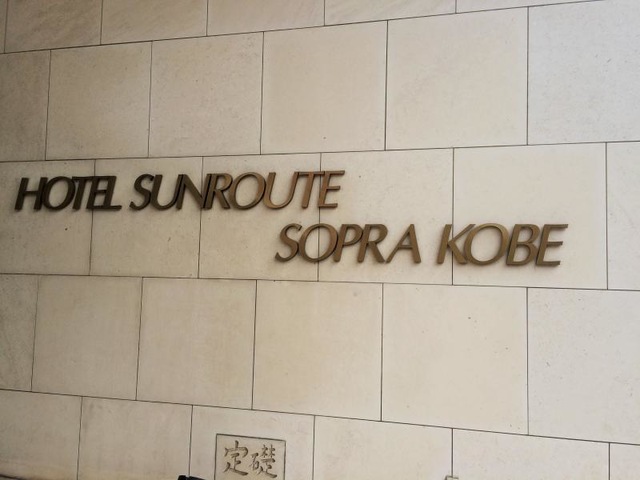 HOTEL SUNROUTE
SOPRA KOBE
定礎